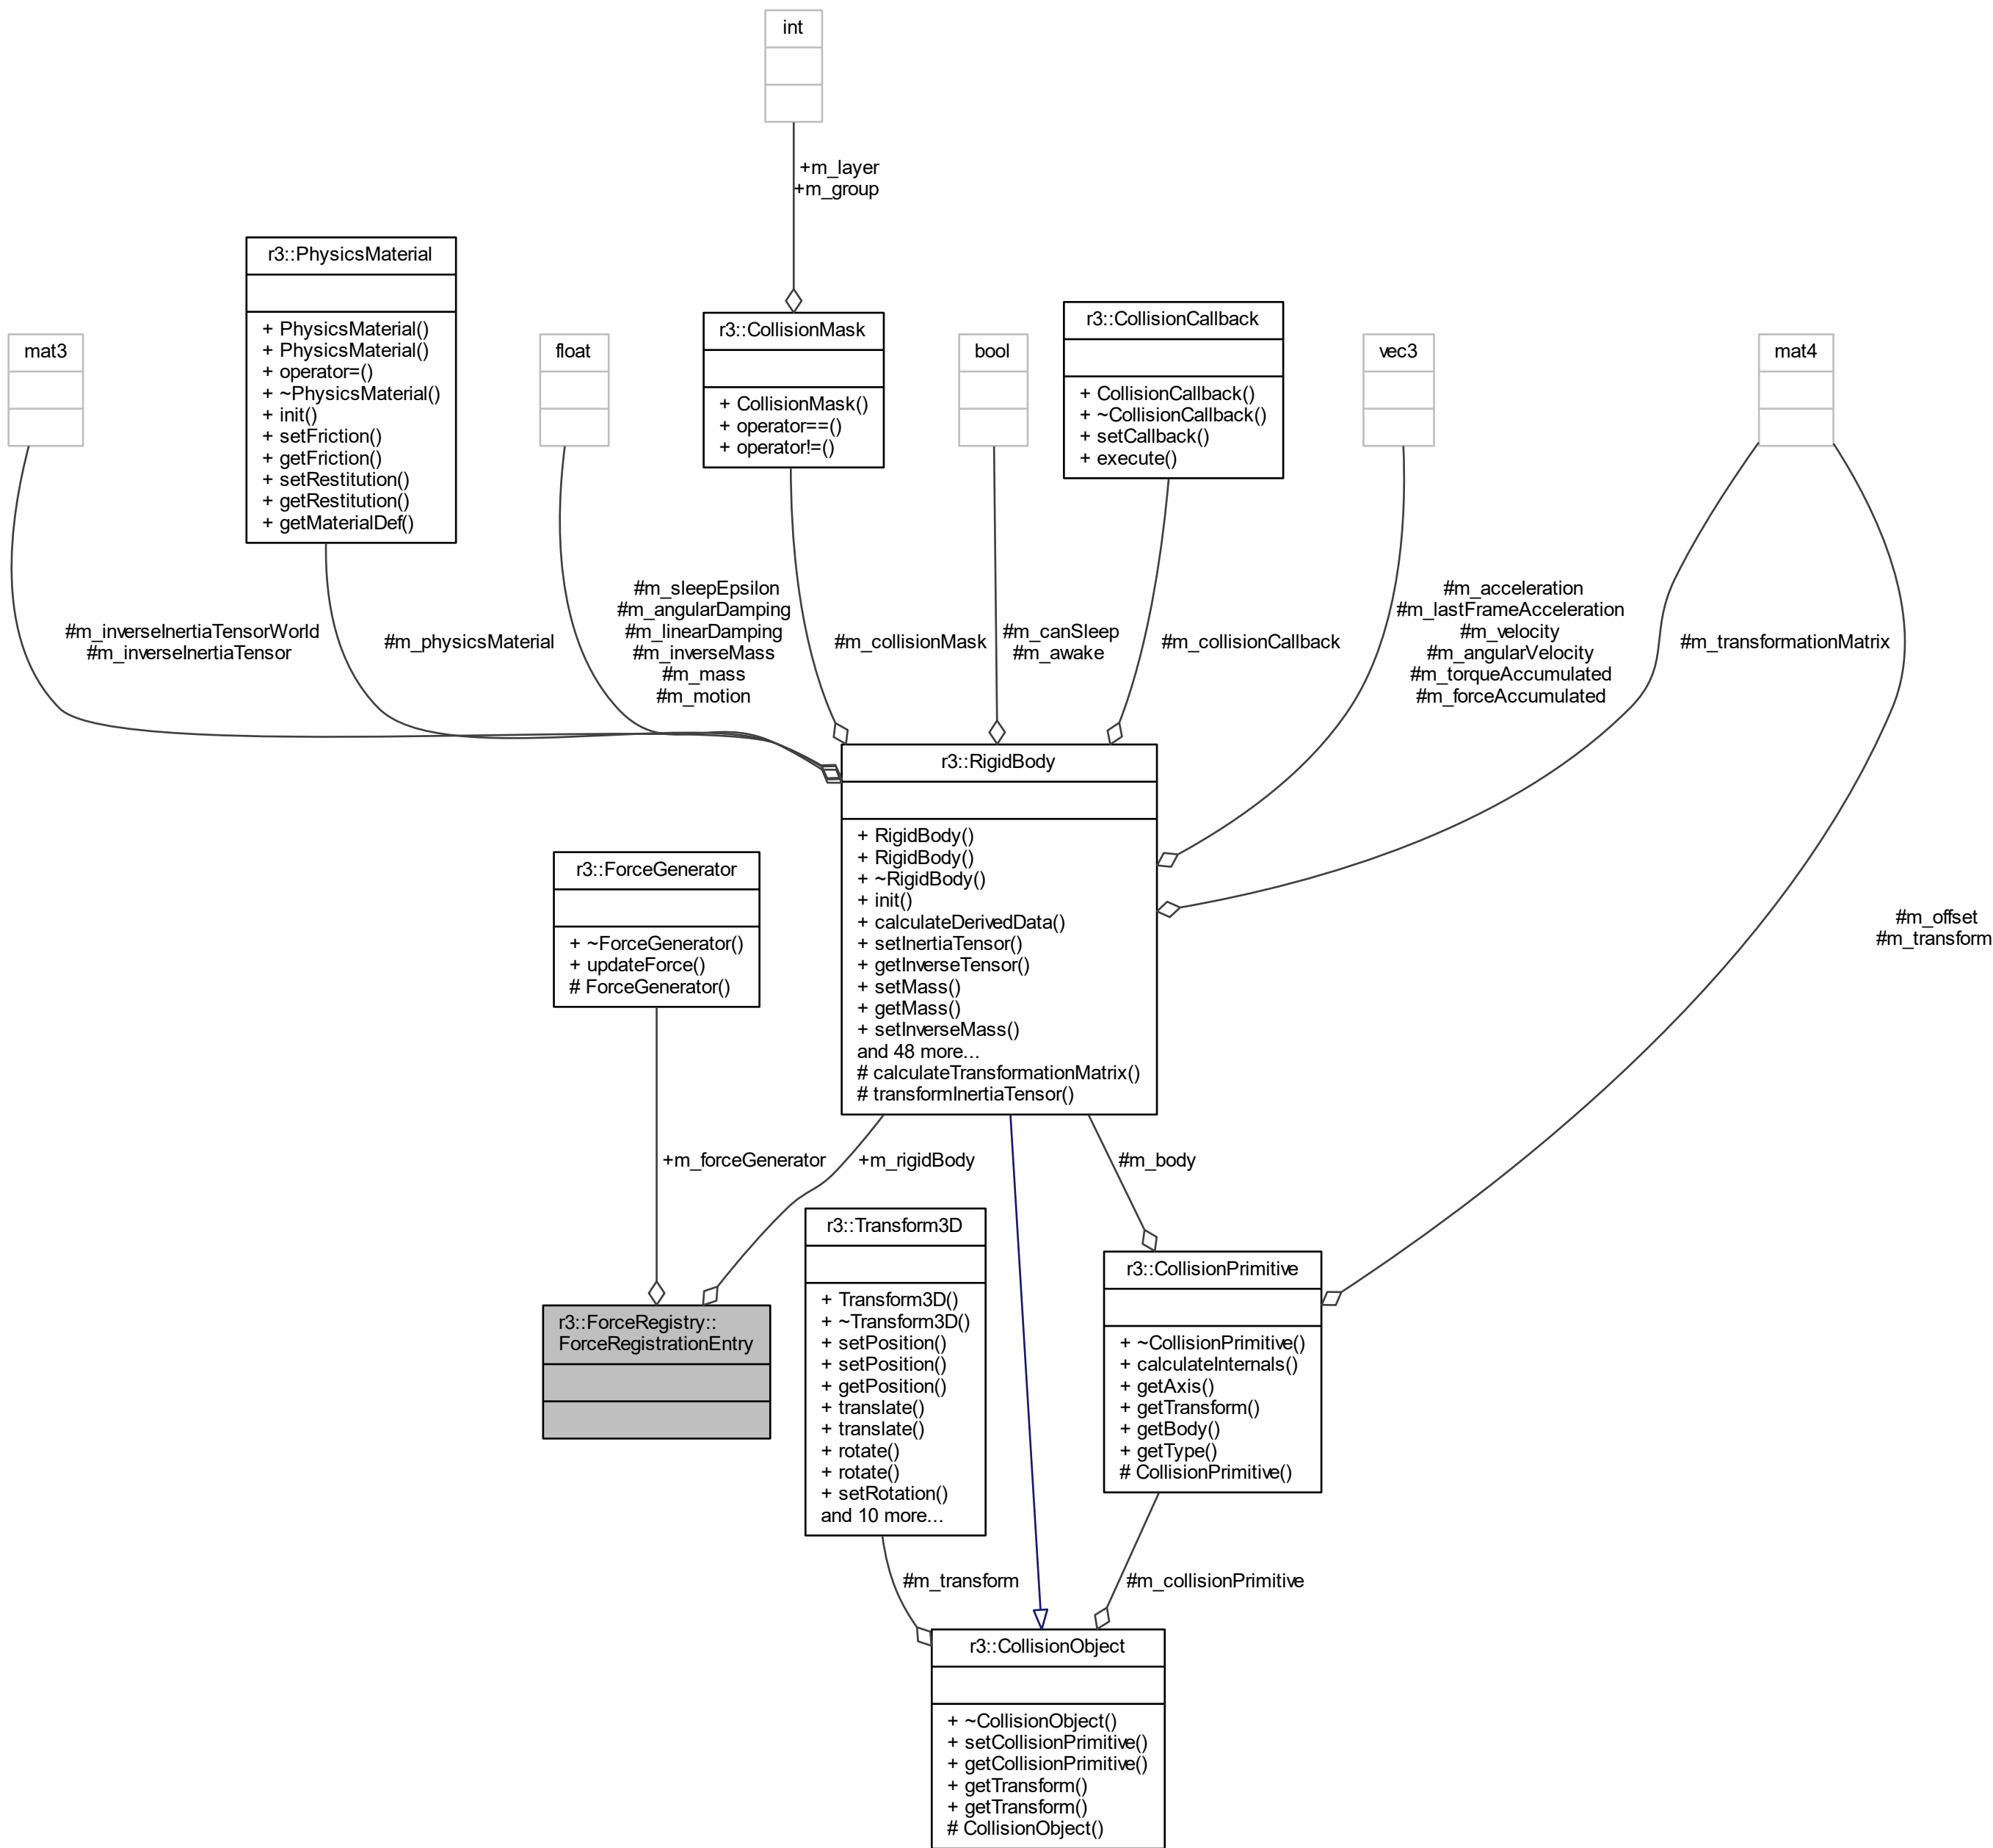 int
+m_layer
+m_group
r3::PhysicsMaterial
+ PhysicsMaterial()
+ PhysicsMaterial()
+ operator=()
+ ~PhysicsMaterial()
+ init()
+ setFriction()
+ getFriction()
+ setRestitution()
+ getRestitution()
+ getMaterialDef()
mat3
float
r3::CollisionMask
+ CollisionMask()
+ operator==()
+ operator!=()
bool
r3::CollisionCallback
+ CollisionCallback()
+ ~CollisionCallback()
+ setCallback()
+ execute()
vec3
mat4
#m_inverseInertiaTensorWorld
#m_inverseInertiaTensor
#m_physicsMaterial
#m_sleepEpsilon
#m_angularDamping
#m_linearDamping
#m_inverseMass
#m_mass
#m_motion
#m_collisionMask
#m_canSleep
#m_awake
#m_collisionCallback
#m_acceleration
#m_lastFrameAcceleration
#m_velocity
#m_angularVelocity
#m_torqueAccumulated
#m_forceAccumulated
#m_transformationMatrix
r3::RigidBody
+ RigidBody()
+ RigidBody()
+ ~RigidBody()
+ init()
+ calculateDerivedData()
+ setInertiaTensor()
+ getInverseTensor()
+ setMass()
+ getMass()
+ setInverseMass()
and 48 more...
# calculateTransformationMatrix()
# transformInertiaTensor()
r3::ForceGenerator
+ ~ForceGenerator()
+ updateForce()
# ForceGenerator()
#m_offset
#m_transform
+m_forceGenerator
+m_rigidBody
#m_body
r3::Transform3D
+ Transform3D()
+ ~Transform3D()
+ setPosition()
+ setPosition()
+ getPosition()
+ translate()
+ translate()
+ rotate()
+ rotate()
+ setRotation()
and 10 more...
r3::CollisionPrimitive
+ ~CollisionPrimitive()
+ calculateInternals()
+ getAxis()
+ getTransform()
+ getBody()
+ getType()
# CollisionPrimitive()
r3::ForceRegistry::
ForceRegistrationEntry
#m_transform
#m_collisionPrimitive
r3::CollisionObject
+ ~CollisionObject()
+ setCollisionPrimitive()
+ getCollisionPrimitive()
+ getTransform()
+ getTransform()
# CollisionObject()